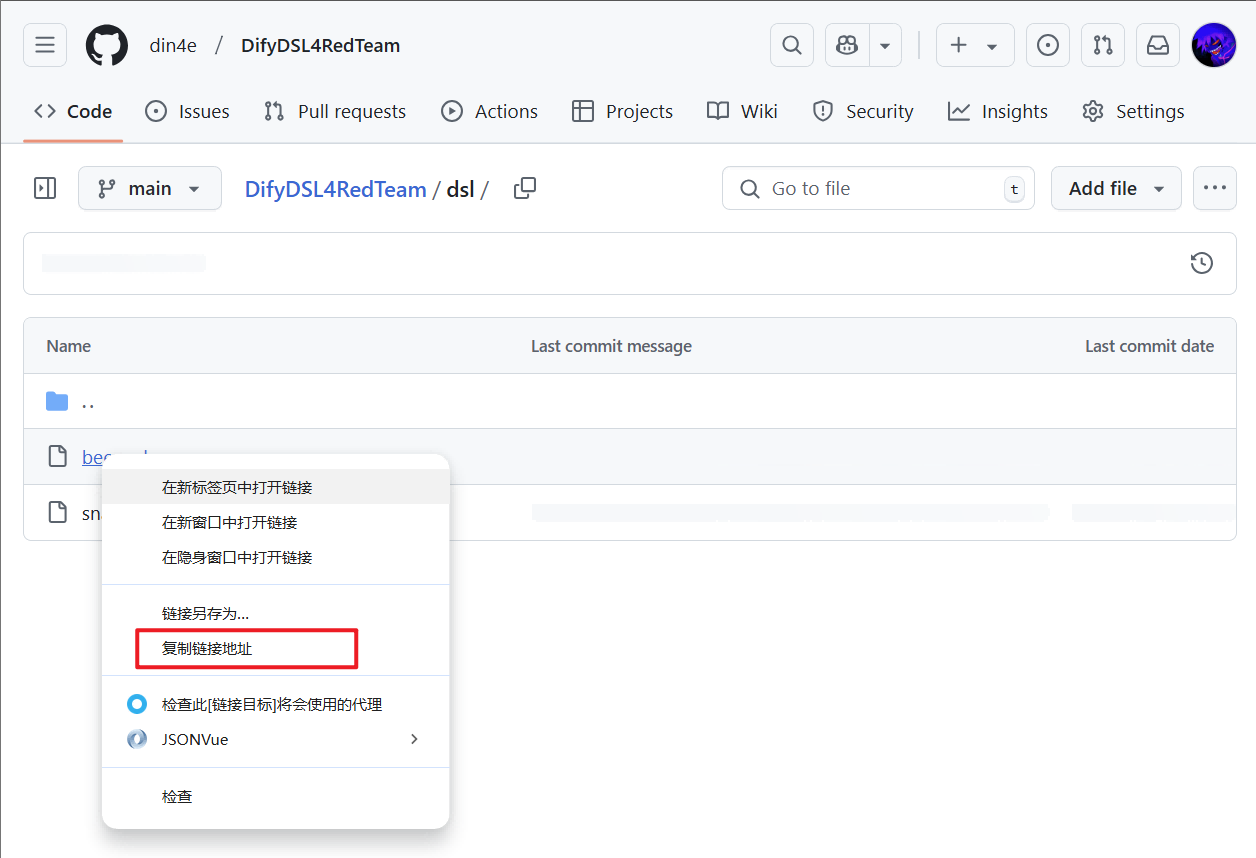 din4e / DifyDSL4RedTeam
Code Issues Pull requests Actions Projects Wiki Security Insights Settings
main DifyDSL4RedTeam / dsl / Go to file t Add file
Name Last commit message Last commit date
..
在新标签页中打开链接
在新窗口中打开链接
在隐身窗口中打开链接
链接另存为...
复制链接地址
检查此[链接目标]将会使用的代理
JSONVue
检查